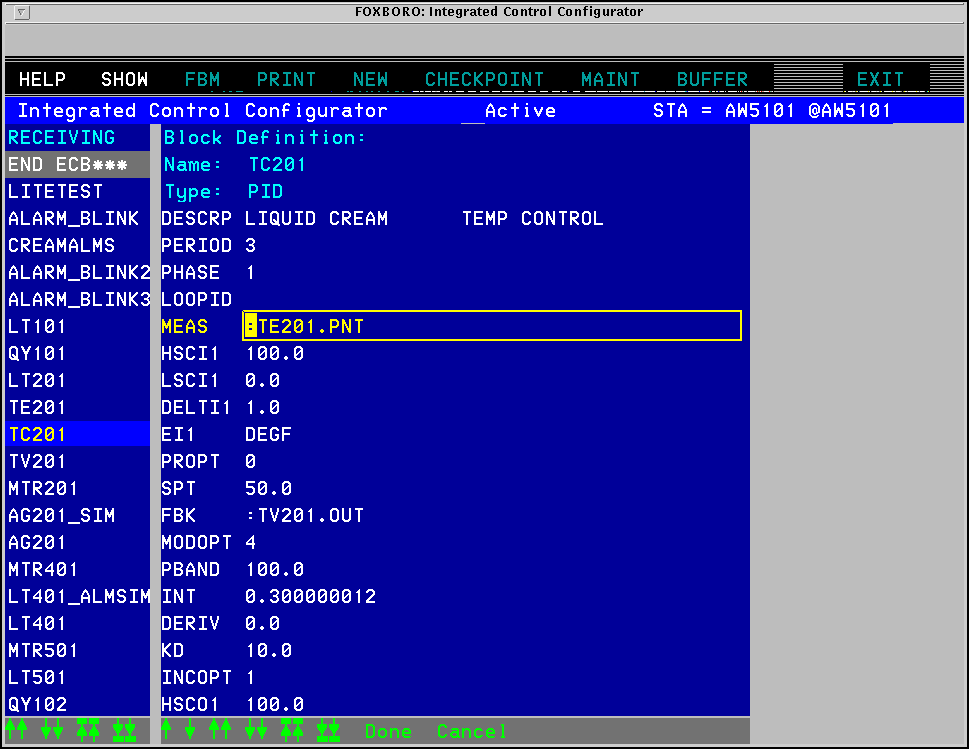 FOXBORO: Integrated Control Configurator
HELP SHOW FBM PRINT NEW CHECKPOINT MAINT BUFFER EXIT
Integrated Control Configurator __Active STA = AW5101 @AW5101
RECEIVING
END ECB***
LITETEST
ALARM_BLINK
CREAMALMS
ALARM_BLINK2
ALARM_BLINK3
LT101
QY101
LT201
TE201
TC201
TV201
MTR201
AG201_SIM
AG201
MTR401
LT401_ALMSIM
LT401
MTR501
LT501
QY102
Block Definition:
Name: TC201
Type: PID
DESCRP LIQUID CREAM TEMP CONTROL
PERIOD 3
PHASE 1
LOOPID
MEAS :TE201.PNT
HSCI1 100.0
LSCI1 0.0
DELTI1 1.0
EI1 DEGF
PROPT 0
SPT 50.0
FBK :TV201.OUT
MODOPT 4
PBAND 100.0
INT 0.300000012
DERIV 0.0
KD 10.0
INCOPT 1
HSCO1 100.0
Done Cancel